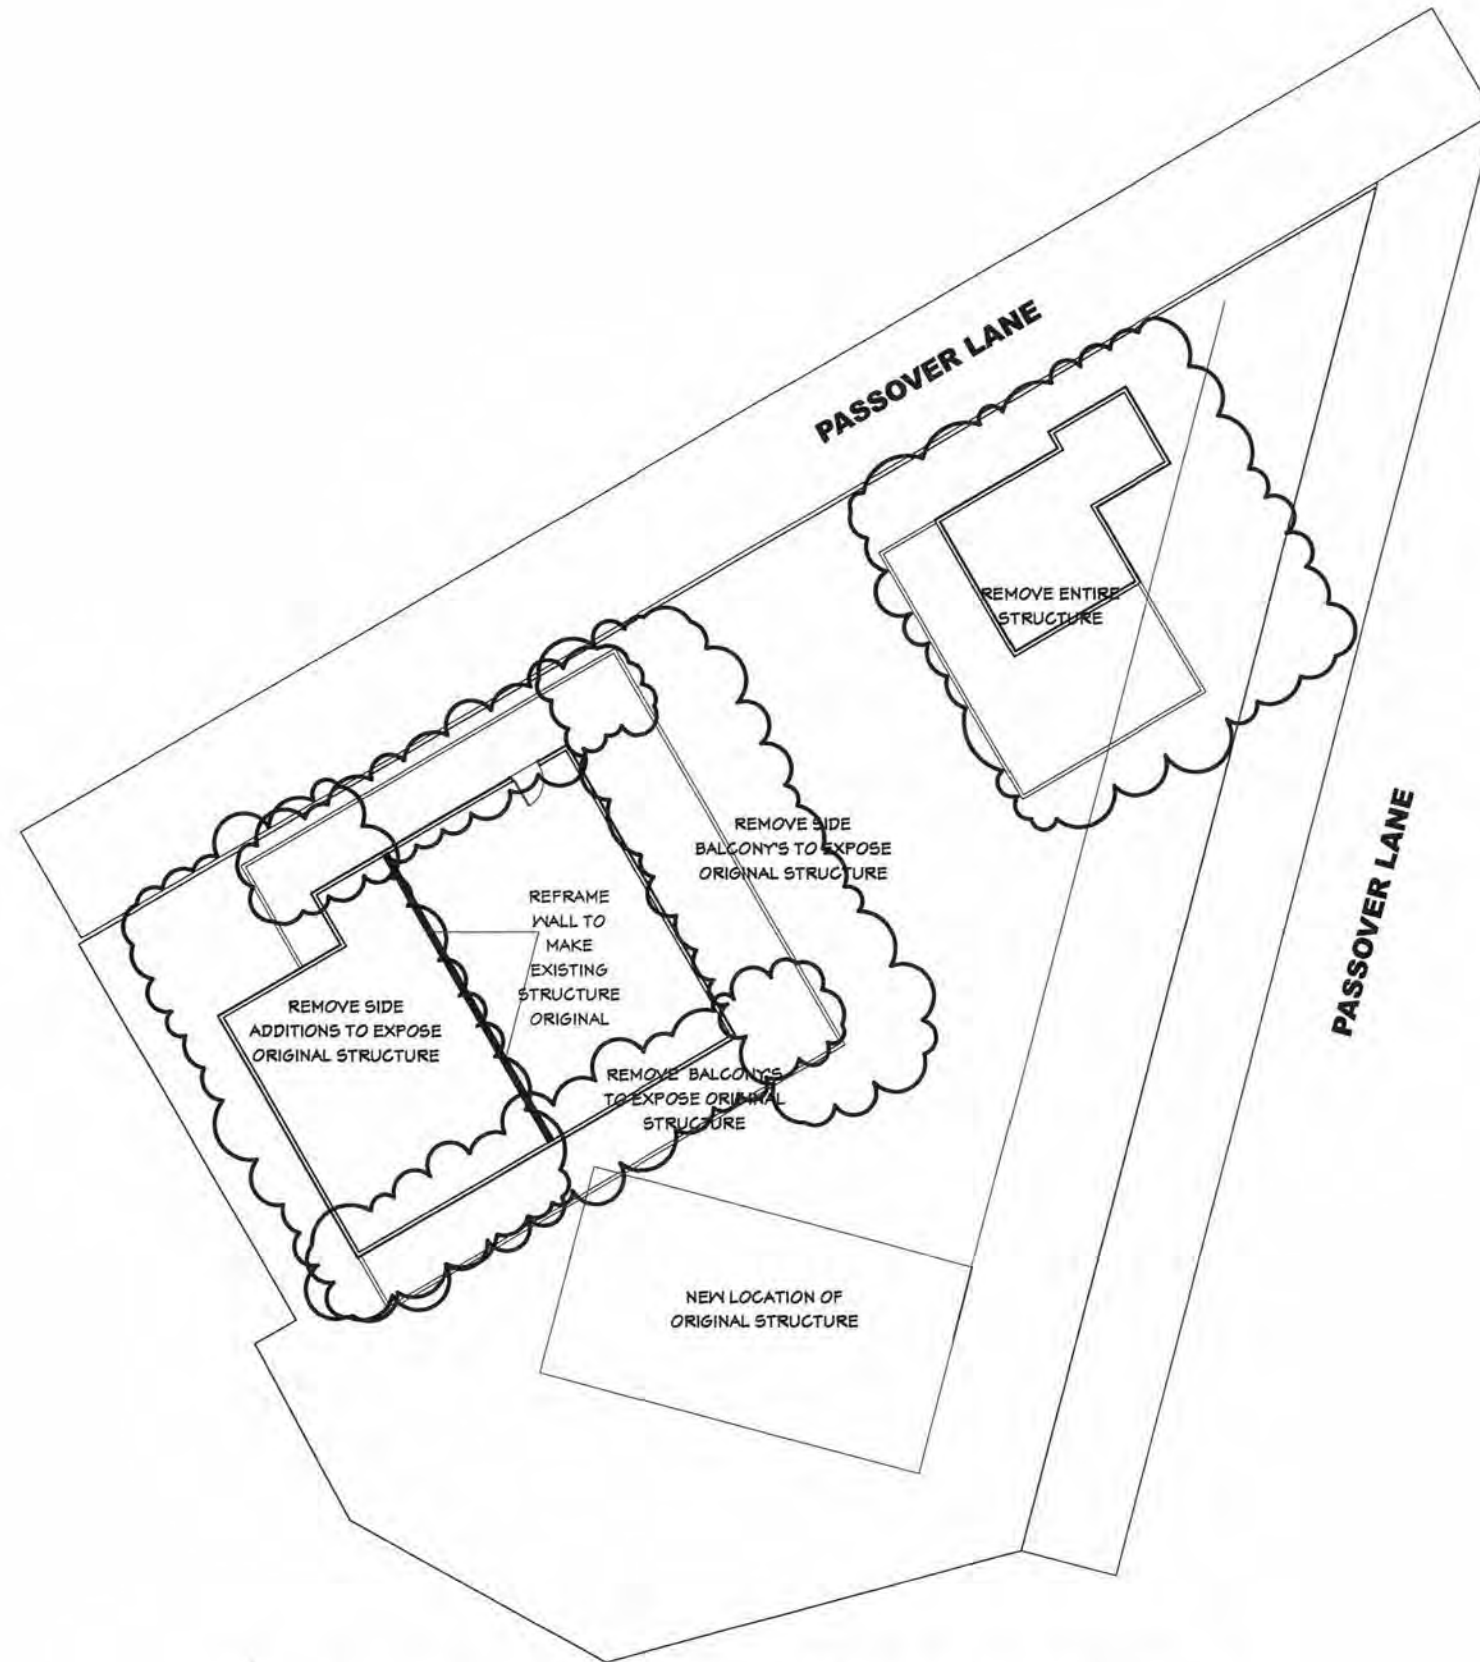 PASSOVER LANE
REMOVE ENTIRE
STRUCTURE
REMOVE SIDE
BALCONY'S TO EXPOSE
ORIGINAL STRUCTURE
REFRAME
WALL TO
MAKE
EXISTING
STRUCTURE
ORIGINAL
REMOVE SIDE
ADDITIONS TO EXPOSE
ORIGINAL STRUCTURE
REMOVE BALCONY'S
TO EXPOSE ORIGINAL
STRUCTURE
NEW LOCATION OF
ORIGINAL STRUCTURE
PASSOVER LANE